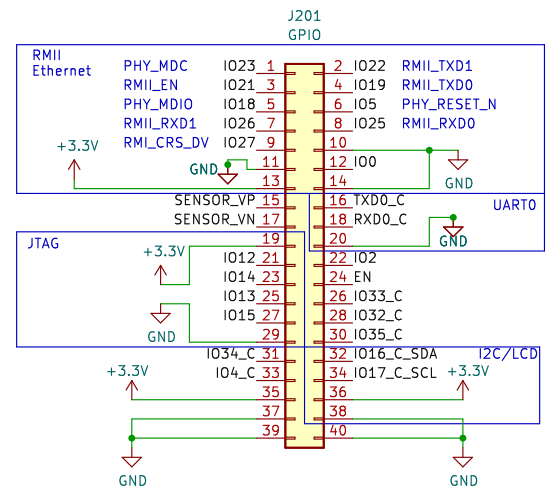 J201
GPIO
RMII
Ethernet
PHY_MDC IO23 1 2 IO22 RMII_TXD1
RMII_EN IO21 3 4 IO19 RMII_TXD0
PHY_MDIO IO18 5 6 IO5 PHY_RESET_N
RMII_RXD1 IO26 7 8 IO25 RMII_RXD0
RMI_CRS_DV IO27 9 10
+3.3V
GND 11 12 IO0
13 14 GND
SENSOR_VP 15 16 TXD0_C UART0
SENSOR_VN 17 18 RXD0_C
JTAG 19 20 GND
+3.3V
IO12 21 22 IO2
IO14 23 24 EN
IO13 25 26 IO33_C
IO15 27 28 IO32_C
GND 29 30 IO35_C
IO34_C 31 32 IO16_C_SDA I2C/LCD
IO4_C 33 34 IO17_C_SCL
+3.3V 35 36 +3.3V
37 38
39 40
GND GND